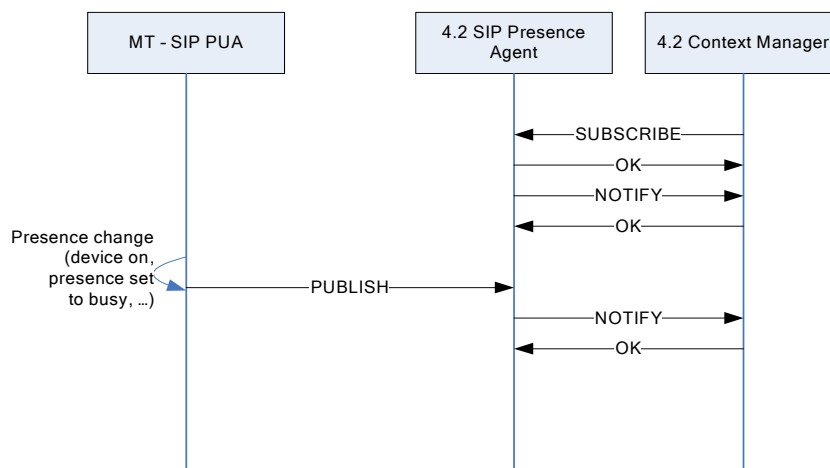 MT - SIP PUA
4.2 SIP Presence
Agent
4.2 Context Manager
SUBSCRIBE
OK
NOTIFY
OK
Presence change
(device on,
presence set
to busy, ...)
PUBLISH
NOTIFY
OK